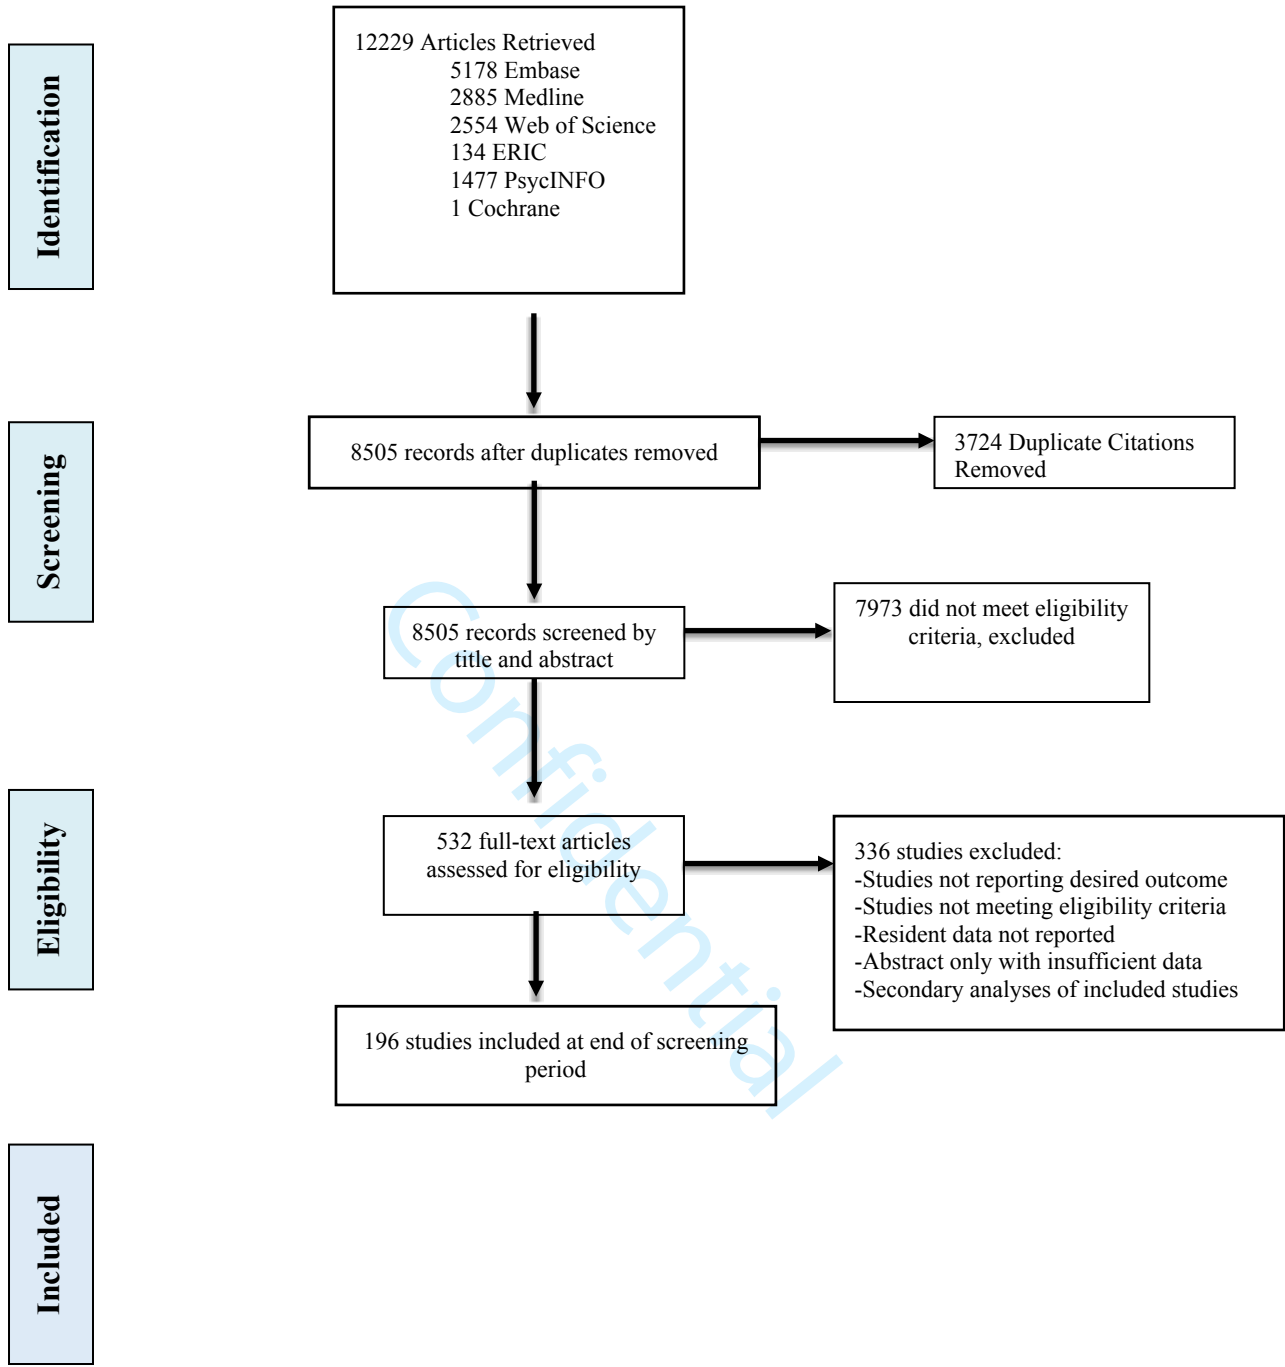 Identification
12229 Articles Retrieved
5178 Embase
2885 Medline
2554 Web of Science
134 ERIC
1477 PsycINFO
1 Cochrane
Screening
8505 records after duplicates removed
3724 Duplicate Citations
Removed
8505 records screened by
title and abstract
7973 did not meet eligibility
criteria, excluded
Confidential
Eligibility
532 full-text articles
assessed for eligibility
336 studies excluded:
-Studies not reporting desired outcome
-Studies not meeting eligibility criteria
-Resident data not reported
-Abstract only with insufficient data
-Secondary analyses of included studies
196 studies included at end of screening
period
Included